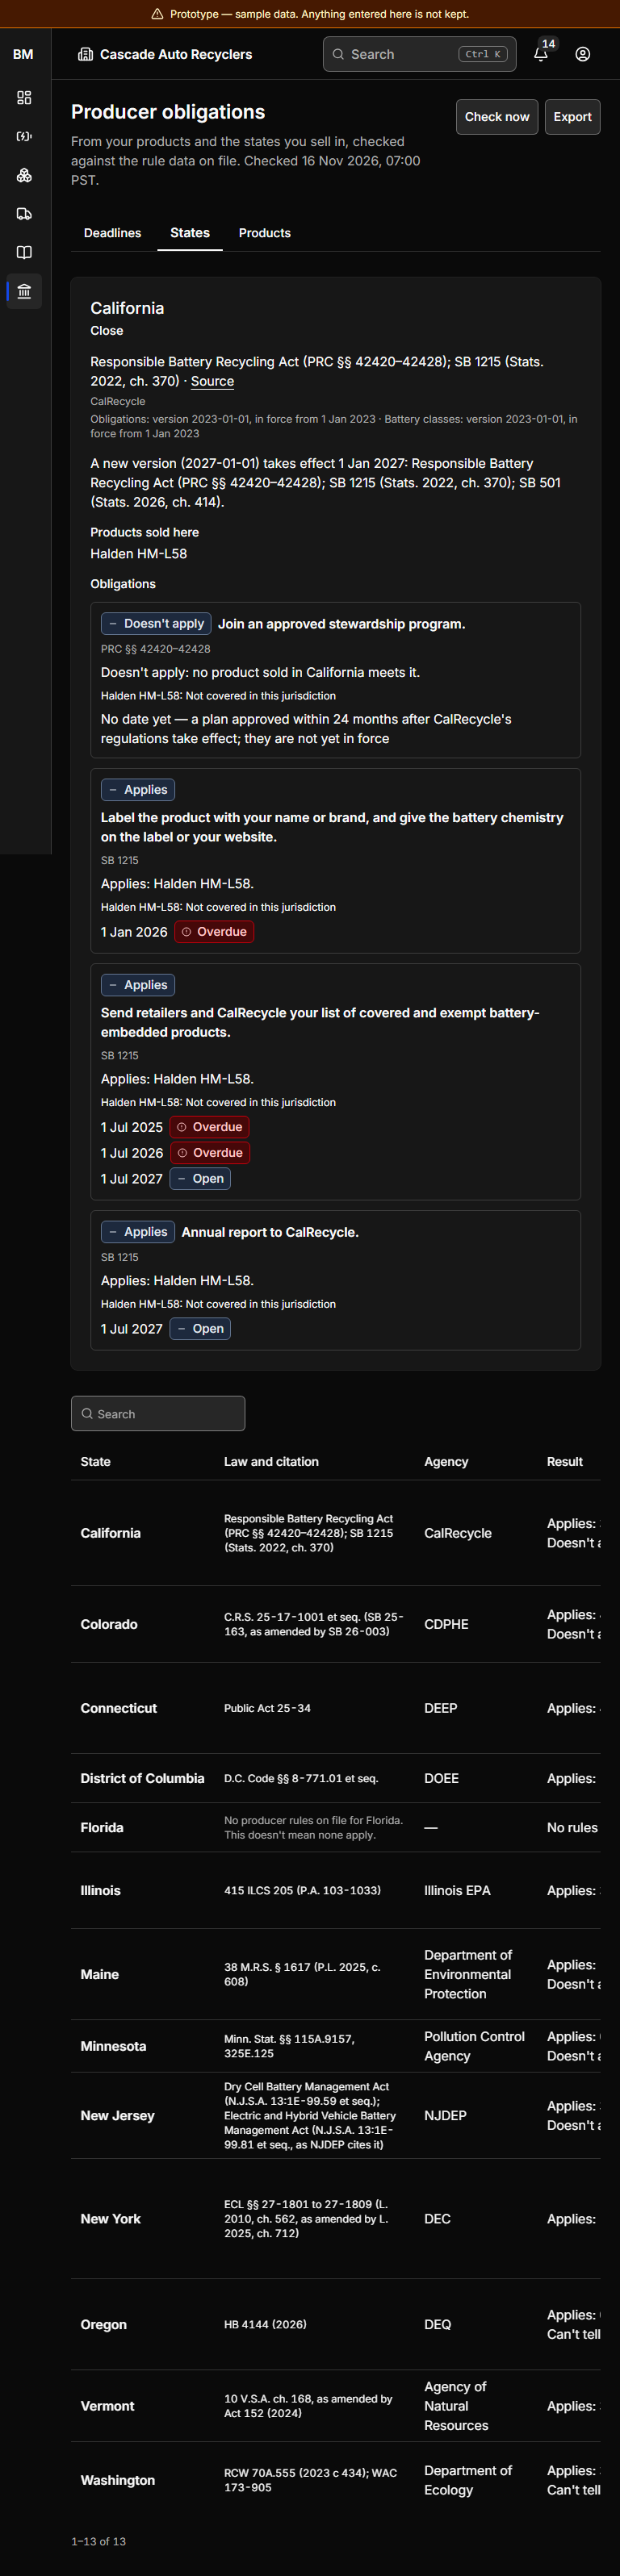 Prototype — sample data. Anything entered here is not kept.
BM
Cascade Auto Recyclers
Search
Ctrl K
14
Producer obligations
Check now
Export
From your products and the states you sell in, checked
against the rule data on file. Checked 16 Nov 2026, 07:00
PST.
Deadlines
States
Products
California
Close
Responsible Battery Recycling Act (PRC §§ 42420–42428); SB 1215 (Stats.
2022, ch. 370) · Source
CalRecycle
Obligations: version 2023-01-01, in force from 1 Jan 2023 · Battery classes: version 2023-01-01, in
force from 1 Jan 2023
A new version (2027-01-01) takes effect 1 Jan 2027: Responsible Battery
Recycling Act (PRC §§ 42420–42428); SB 1215 (Stats. 2022, ch. 370); SB 501
(Stats. 2026, ch. 414).
Products sold here
Halden HM-L58
Obligations
– Doesn't apply Join an approved stewardship program.
PRC §§ 42420–42428
Doesn't apply: no product sold in California meets it.
Halden HM-L58: Not covered in this jurisdiction
No date yet — a plan approved within 24 months after CalRecycle's
regulations take effect; they are not yet in force
– Applies
Label the product with your name or brand, and give the battery chemistry
on the label or your website.
SB 1215
Applies: Halden HM-L58.
Halden HM-L58: Not covered in this jurisdiction
1 Jan 2026 Overdue
– Applies
Send retailers and CalRecycle your list of covered and exempt battery-
embedded products.
SB 1215
Applies: Halden HM-L58.
Halden HM-L58: Not covered in this jurisdiction
1 Jul 2025 Overdue
1 Jul 2026 Overdue
1 Jul 2027 – Open
– Applies Annual report to CalRecycle.
SB 1215
Applies: Halden HM-L58.
Halden HM-L58: Not covered in this jurisdiction
1 Jul 2027 – Open
Search
State
Law and citation
Agency
Result
California
Responsible Battery Recycling Act
(PRC §§ 42420–42428); SB 1215
(Stats. 2022, ch. 370)
CalRecycle
Applies:
Doesn't
Colorado
C.R.S. 25-17-1001 et seq. (SB 25-
163, as amended by SB 26-003)
CDPHE
Applies:
Doesn't
Connecticut
Public Act 25-34
DEEP
Applies:
District of Columbia
D.C. Code §§ 8-771.01 et seq.
DOEE
Applies:
Florida
No producer rules on file for Florida.
This doesn't mean none apply.
—
No rules
Illinois
415 ILCS 205 (P.A. 103-1033)
Illinois EPA
Applies:
Maine
38 M.R.S. § 1617 (P.L. 2025, c.
608)
Department of
Environmental
Protection
Applies:
Doesn't
Minnesota
Minn. Stat. §§ 115A.9157,
325E.125
Pollution Control
Agency
Applies:
Doesn't
New Jersey
Dry Cell Battery Management Act
(N.J.S.A. 13:1E-99.59 et seq.);
Electric and Hybrid Vehicle Battery
Management Act (N.J.S.A. 13:1E-
99.81 et seq., as NJDEP cites it)
NJDEP
Applies:
Doesn't
New York
ECL §§ 27-1801 to 27-1809 (L.
2010, ch. 562, as amended by L.
2025, ch. 712)
DEC
Applies:
Oregon
HB 4144 (2026)
DEQ
Applies:
Can't tell
Vermont
10 V.S.A. ch. 168, as amended by
Act 152 (2024)
Agency of
Natural
Resources
Applies:
Washington
RCW 70A.555 (2023 c 434); WAC
173-905
Department of
Ecology
Applies:
Can't tell
1–13 of 13